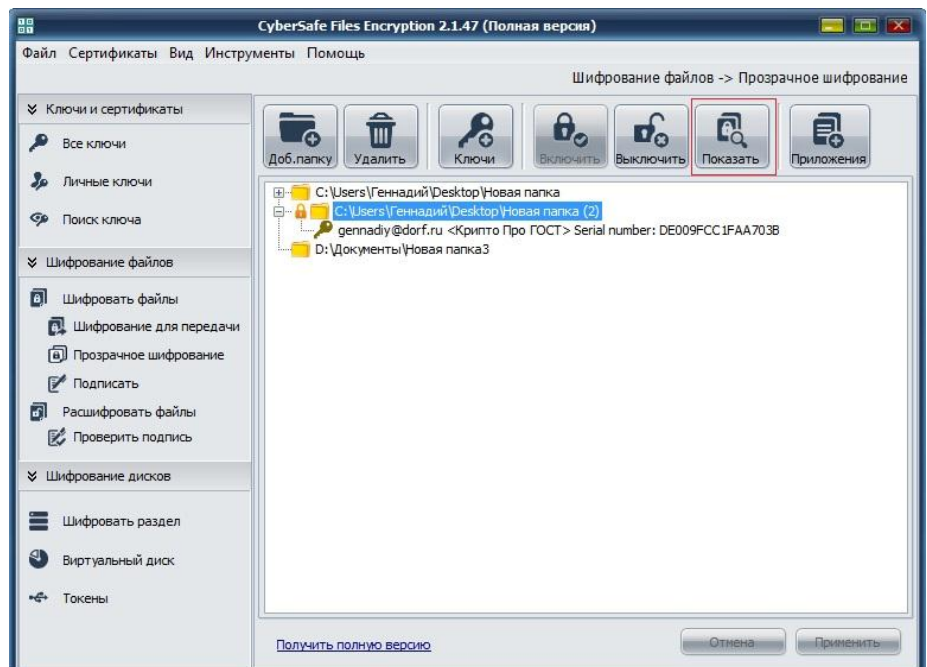 CyberSafe Files Encryption 2.1.47 (Полная версия)
Файл Сертификаты Вид Инструменты Помощь
Шифрование файлов -> Прозрачное шифрование
Ключи и сертификаты
Все ключи
Личные ключи
Поиск ключа
Шифрование файлов
Шифровать файлы
Шифрование для передачи
Прозрачное шифрование
Подписать
Расшифровать файлы
Проверить подпись
Шифрование дисков
Шифровать раздел
Виртуальный диск
Токены
Доб.папку Удалить Ключи Включить Выключить Показать Приложения
C:\Users\Геннадий\Desktop\Новая папка
C:\Users\Геннадий\Desktop\Новая папка (2)
gennadiy@dorf.ru <Крипто Про ГОСТ> Serial number: DE009FCC1FAA703B
D:\Документы\Новая папка3
Получить полную версию
Отмена Применить